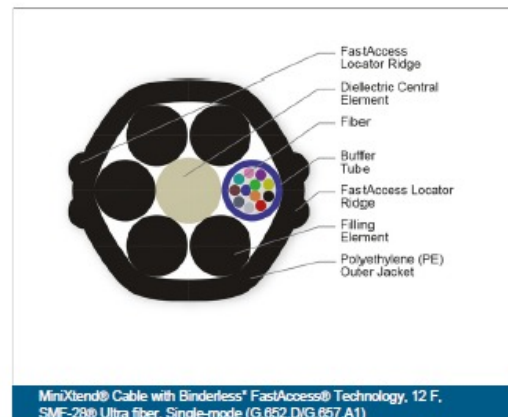 FastAccess
Locator Ridge
Dielectric Central
Element
Fiber
Buffer
Tube
FastAccess Locator
Ridge
Filling
Element
Polyethylene (PE)
Outer Jacket
MiniXtend® Cable with Binderless* FastAccess® Technology, 12 F,
SMF-28® Ultra fiber, Single-mode (G.652.D/G.657.A1)